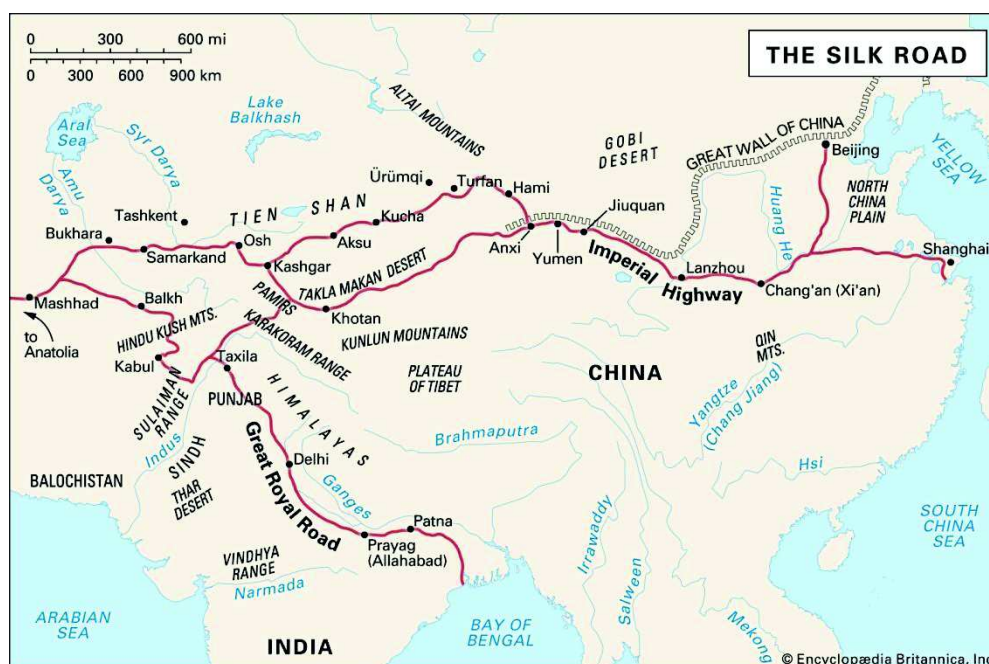 0 300 600 mi
0 300 600 900 km
THE SILK ROAD
Aral
Sea
Syr Darya
Amu
Darya
Lake
Balkhash
ALTAI MOUNTAINS
GOBI
DESERT
GREAT WALL OF CHINA
Beijing
YELLOW
SEA
Ürümqi
Turfan
Hami
Jiuquan
Huang He
NORTH
CHINA
PLAIN
Tashkent
TIEN SHAN
Kucha
Bukhara
Osh
Aksu
Anxi
Yumen
Imperial
Highway
Shanghai
Samarkand
Kashgar
TAKLA MAKAN DESERT
Lanzhou
Chang'an (Xi'an)
Mashhad
Balkh
PAMIRS
Khotan
to
Anatolia
HINDU KUSH MTS.
KARAKORAM RANGE
KUNLUN MOUNTAINS
QIN
MTS.
Kabul
Taxila
PLATEAU
OF TIBET
CHINA
SULAIMAN
RANGE
PUNJAB
HIMALAYAS
Yangtze
(Chang Jiang)
Indus
SINDH
Great Royal Road
Brahmaputra
BALOCHISTAN
THAR
DESERT
Delhi
Ganges
Hsi
Patna
Prayag
(Allahabad)
SOUTH
CHINA
SEA
VINDHYA
RANGE
Narmada
Irrawaddy
Salween
Mekong
ARABIAN
SEA
INDIA
BAY OF
BENGAL
© Encyclopædia Britannica, Inc